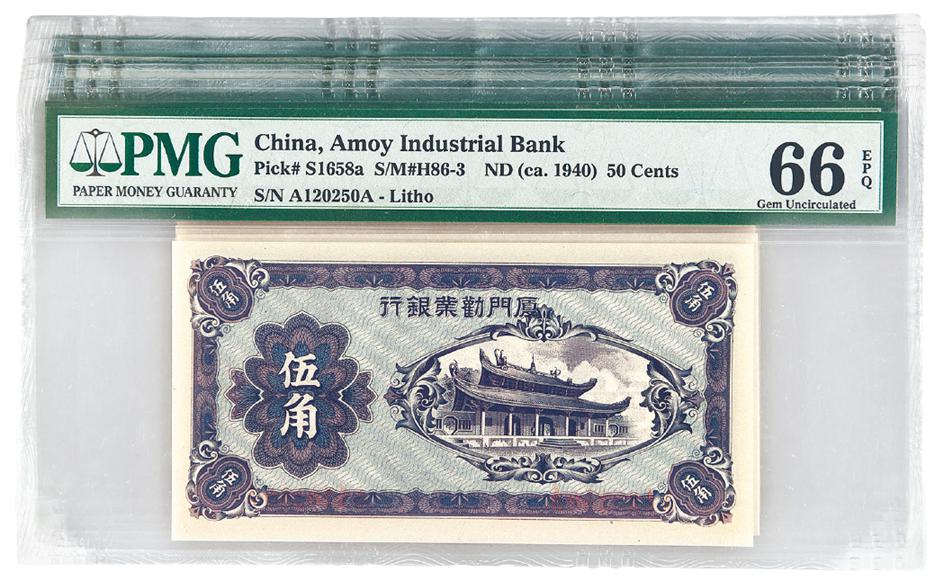 PMG
PAPER MONEY GUARANTY
China, Amoy Industrial Bank
Pick# S1658a S/M#H86-3 ND (ca. 1940) 50 Cents
S/N A120250A - Litho
66 EPQ
Gem Uncirculated
伍角
伍角
行銀業勸門廈
伍角
伍角
伍角